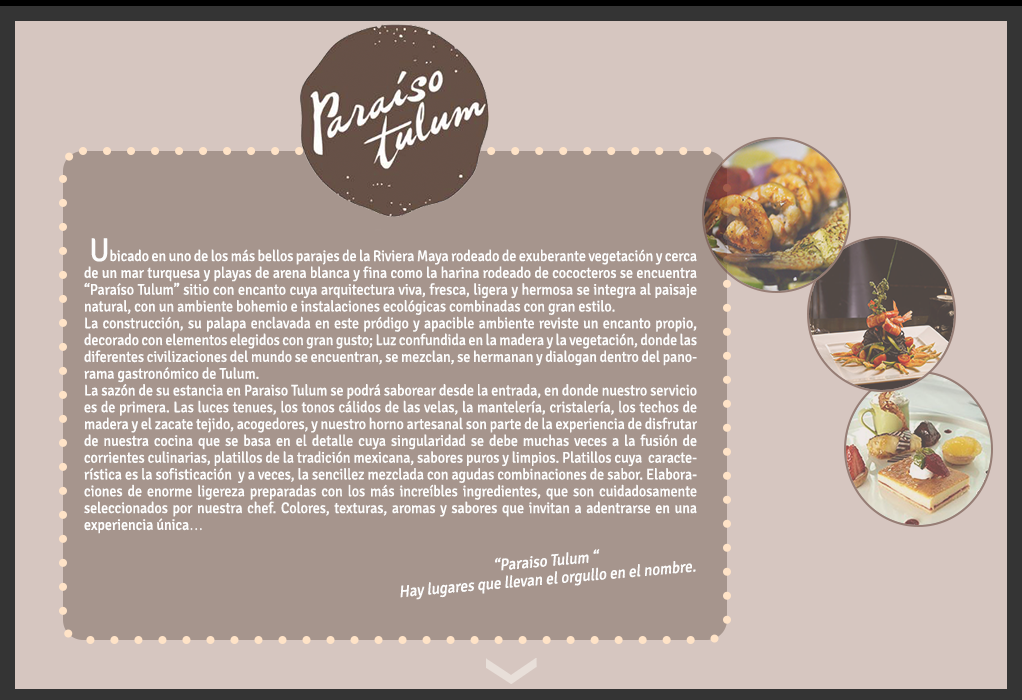 Paraíso
tulum
Ubicado en uno de los más bellos parajes de la Riviera Maya rodeado de exuberante vegetación y cerca
de un mar turquesa y playas de arena blanca y fina como la harina rodeado de cococteros se encuentra
“Paraíso Tulum” sitio con encanto cuya arquitectura viva, fresca, ligera y hermosa se integra al paisaje
natural, con un ambiente bohemio e instalaciones ecológicas combinadas con gran estilo.
La construcción, su palapa enclavada en este pródigo y apacible ambiente reviste un encanto propio,
decorado con elementos elegidos con gran gusto; Luz confundida en la madera y la vegetación, donde las
diferentes civilizaciones del mundo se encuentran, se mezclan, se hermanan y dialogan dentro del pano-
rama gastronómico de Tulum.
La sazón de su estancia en Paraiso Tulum se podrá saborear desde la entrada, en donde nuestro servicio
es de primera. Las luces tenues, los tonos cálidos de las velas, la mantelería, cristalería, los techos de
madera y el zacate tejido, acogedores, y nuestro horno artesanal son parte de la experiencia de disfrutar
de nuestra cocina que se basa en el detalle cuya singularidad se debe muchas veces a la fusión de
corrientes culinarias, platillos de la tradición mexicana, sabores puros y limpios. Platillos cuya caracte-
rística es la sofisticación y a veces, la sencillez mezclada con agudas combinaciones de sabor. Elabora-
ciones de enorme ligereza preparadas con los más increíbles ingredientes, que son cuidadosamente
seleccionados por nuestra chef. Colores, texturas, aromas y sabores que invitan a adentrarse en una
experiencia única…
“Paraiso Tulum “
Hay lugares que llevan el orgullo en el nombre.